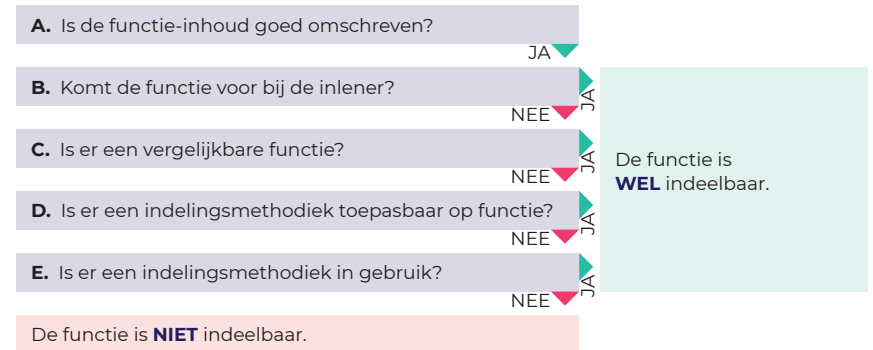 A. Is de functie-inhoud goed omschreven?
JA
B. Komt de functie voor bij de inlener?
JA
NEE
C. Is er een vergelijkbare functie?
JA
NEE
De functie is
WEL indeelbaar.
D. Is er een indelingsmethodiek toepasbaar op functie?
JA
NEE
E. Is er een indelingsmethodiek in gebruik?
JA
NEE
De functie is NIET indeelbaar.